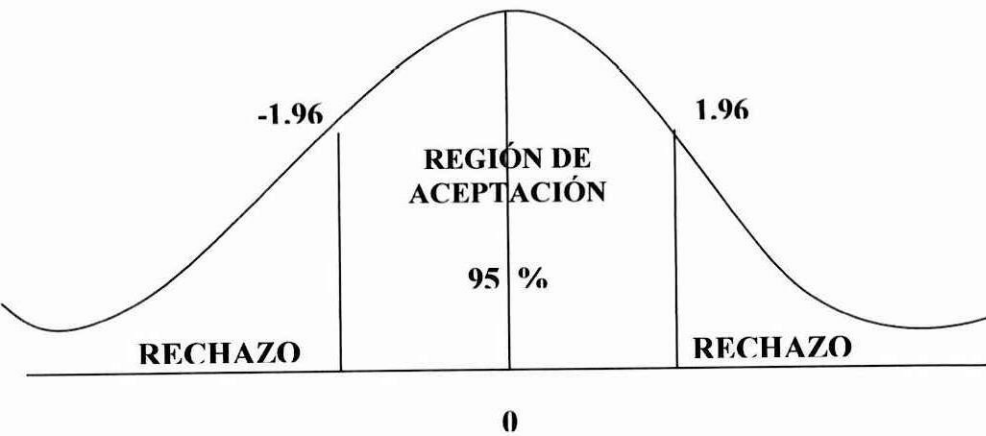 -1.96
1.96
REGIÓN DE
ACEPTACIÓN
95 %
RECHAZO
RECHAZO
0